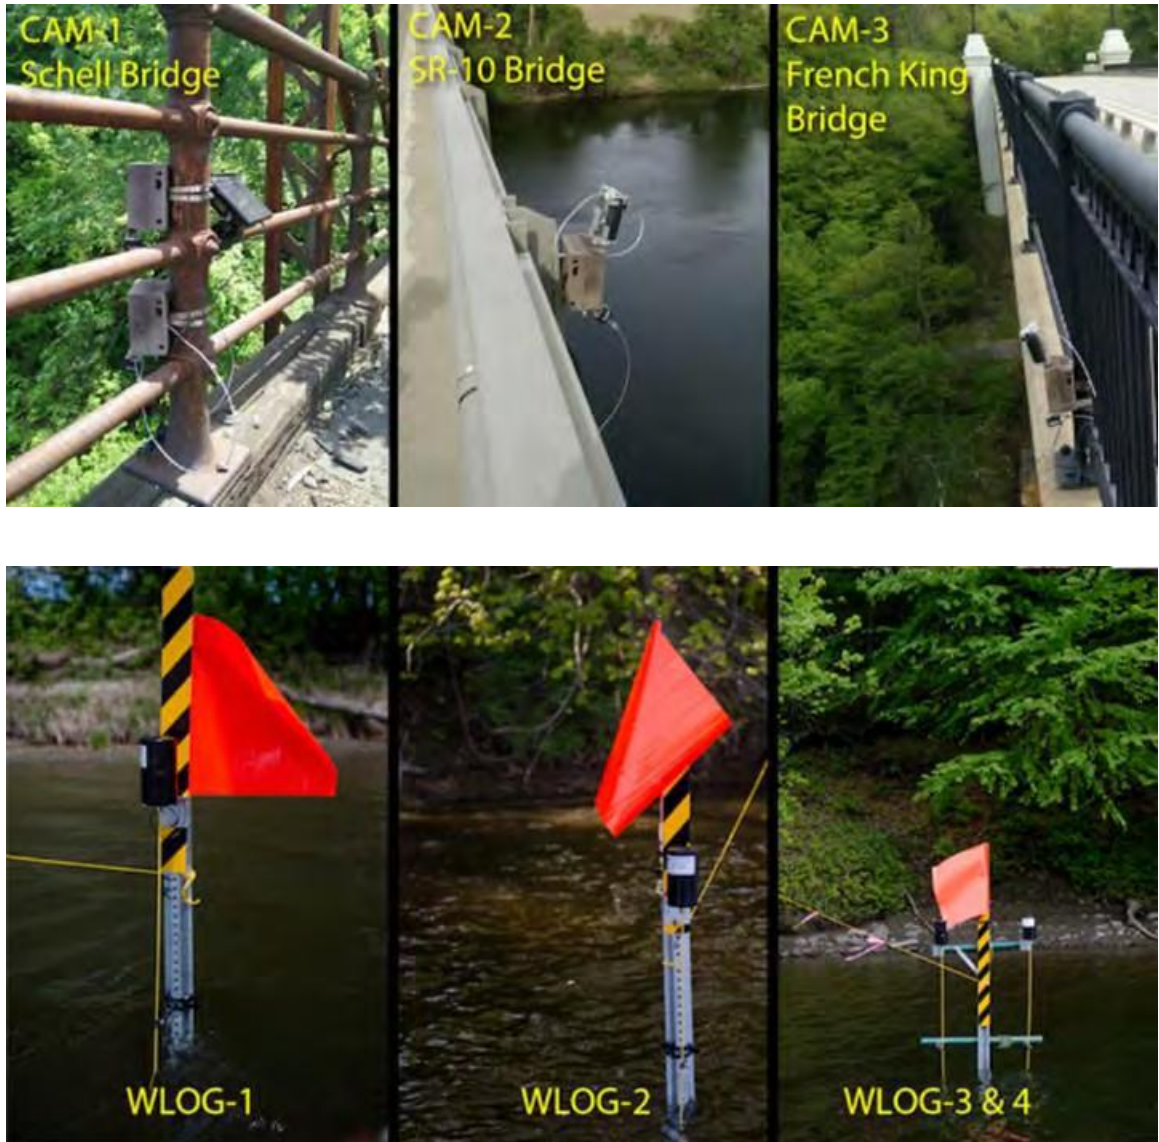 CAM-1
Schell Bridge
CAM-2
SR-10 Bridge
CAM-3
French King
Bridge
WLOG-1
WLOG-2
WLOG-3 & 4